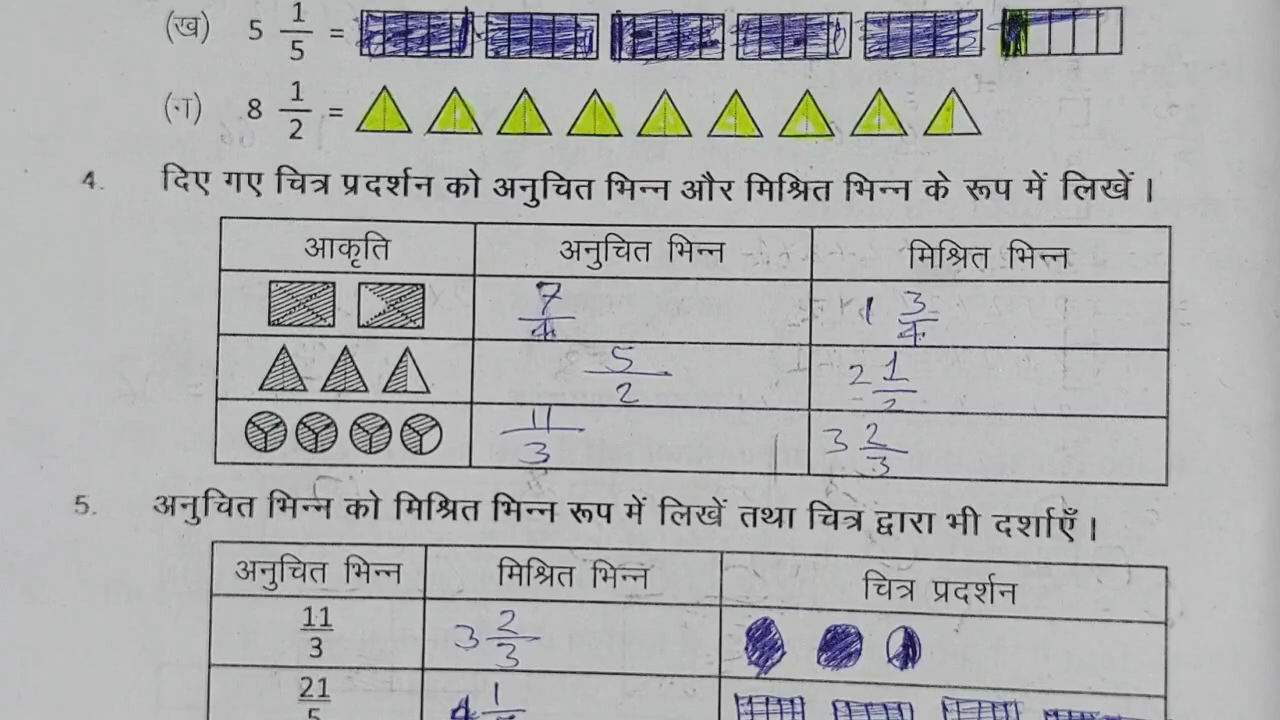 (ख) 5 1/5 =
(ग) 8 1/2 =
4. दिए गए चित्र प्रदर्शन को अनुचित भिन्न और मिश्रित भिन्न के रूप में लिखें।
आकृति अनुचित भिन्न मिश्रित भिन्न
7/4 1 3/4
5/2 2 1/2
11/3 3 2/3
5. अनुचित भिन्न को मिश्रित भिन्न रूप में लिखें तथा चित्र द्वारा भी दर्शाएँ।
अनुचित भिन्न मिश्रित भिन्न चित्र प्रदर्शन
11/3 3 2/3
21/5 4 1